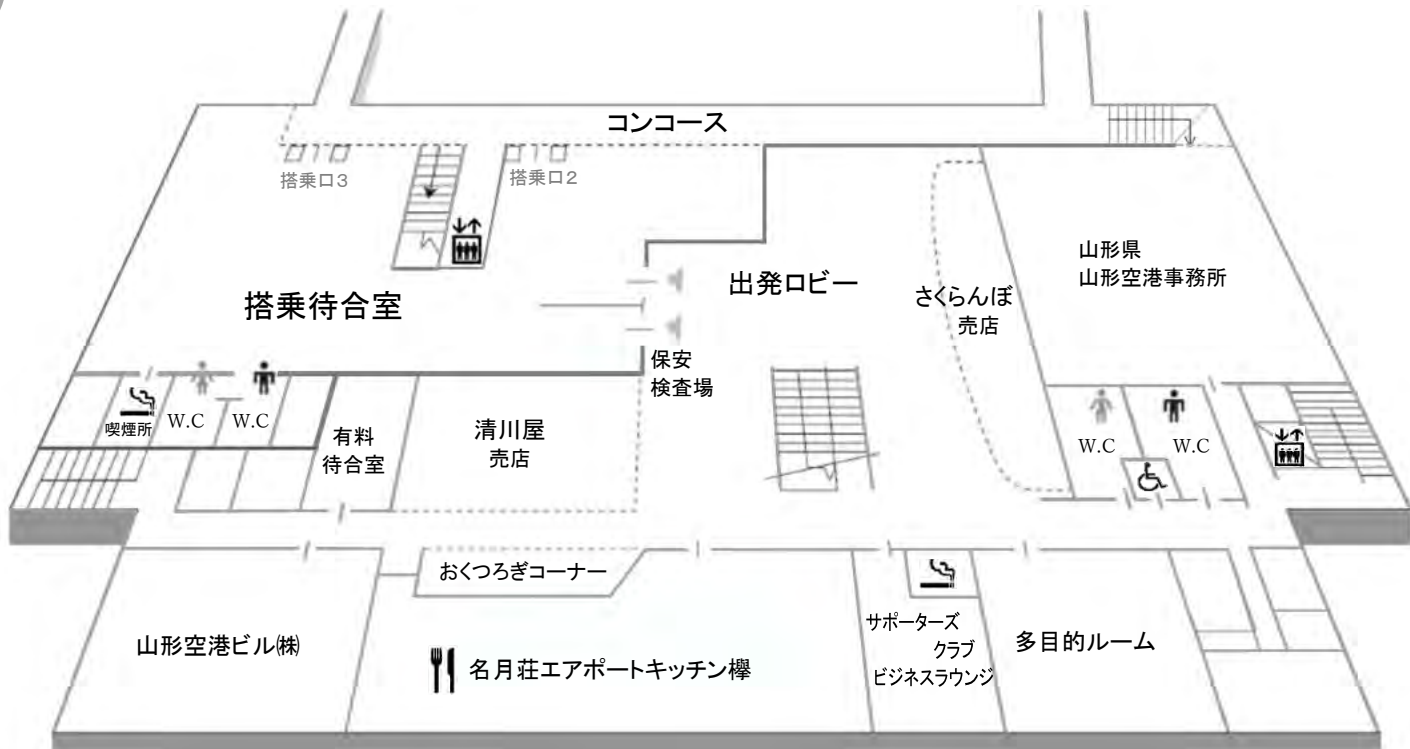 コンコース
搭乗口3
搭乗口2
搭乗待合室
出発ロビー
さくらんぼ
売店
山形県
山形空港事務所
保安
検査場
喫煙所
W.C
W.C
有料
待合室
清川屋
売店
W.C
W.C
おくつろぎコーナー
山形空港ビル㈱
名月荘エアポートキッチン欅
サポーターズ
クラブ
ビジネスラウンジ
多目的ルーム